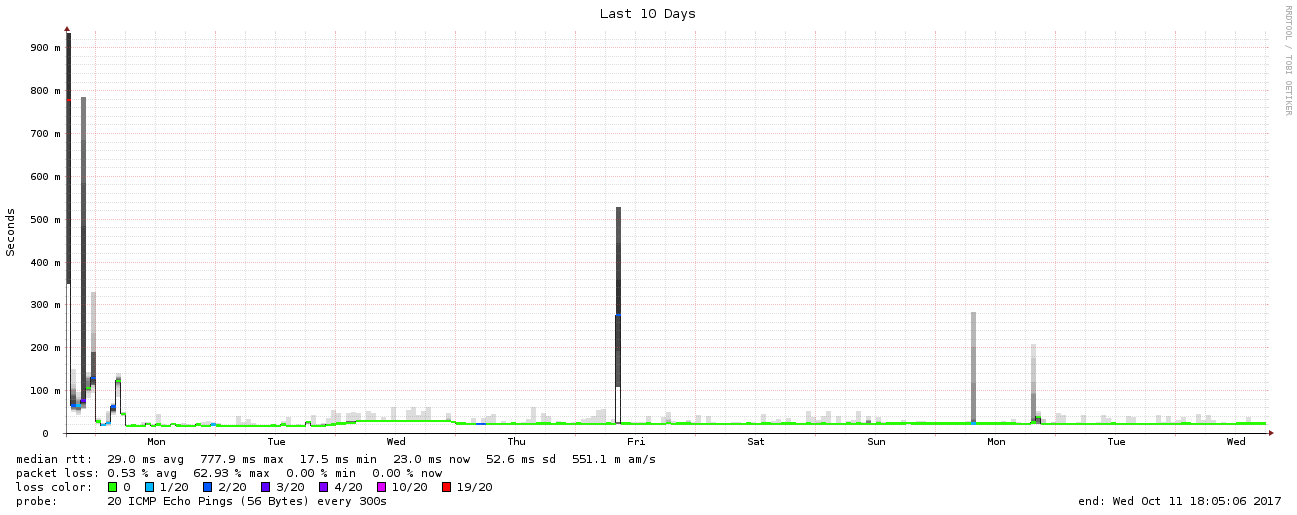 Last 10 Days
RRDTOOL / TOBI OETIKER
Seconds
900 m
800 m
700 m
600 m
500 m
400 m
300 m
200 m
100 m
0
Mon Tue Wed Thu Fri Sat Sun Mon Tue Wed
median rtt: 29.0 ms avg 777.9 ms max 17.5 ms min 23.0 ms now 52.6 ms sd 551.1 m am/s
packet loss: 0.53 % avg 62.93 % max 0.00 % min 0.00 % now
loss color: 0 1/20 2/20 3/20 4/20 10/20 19/20
probe: 20 ICMP Echo Pings (56 Bytes) every 300s end: Wed Oct 11 18:05:06 2017